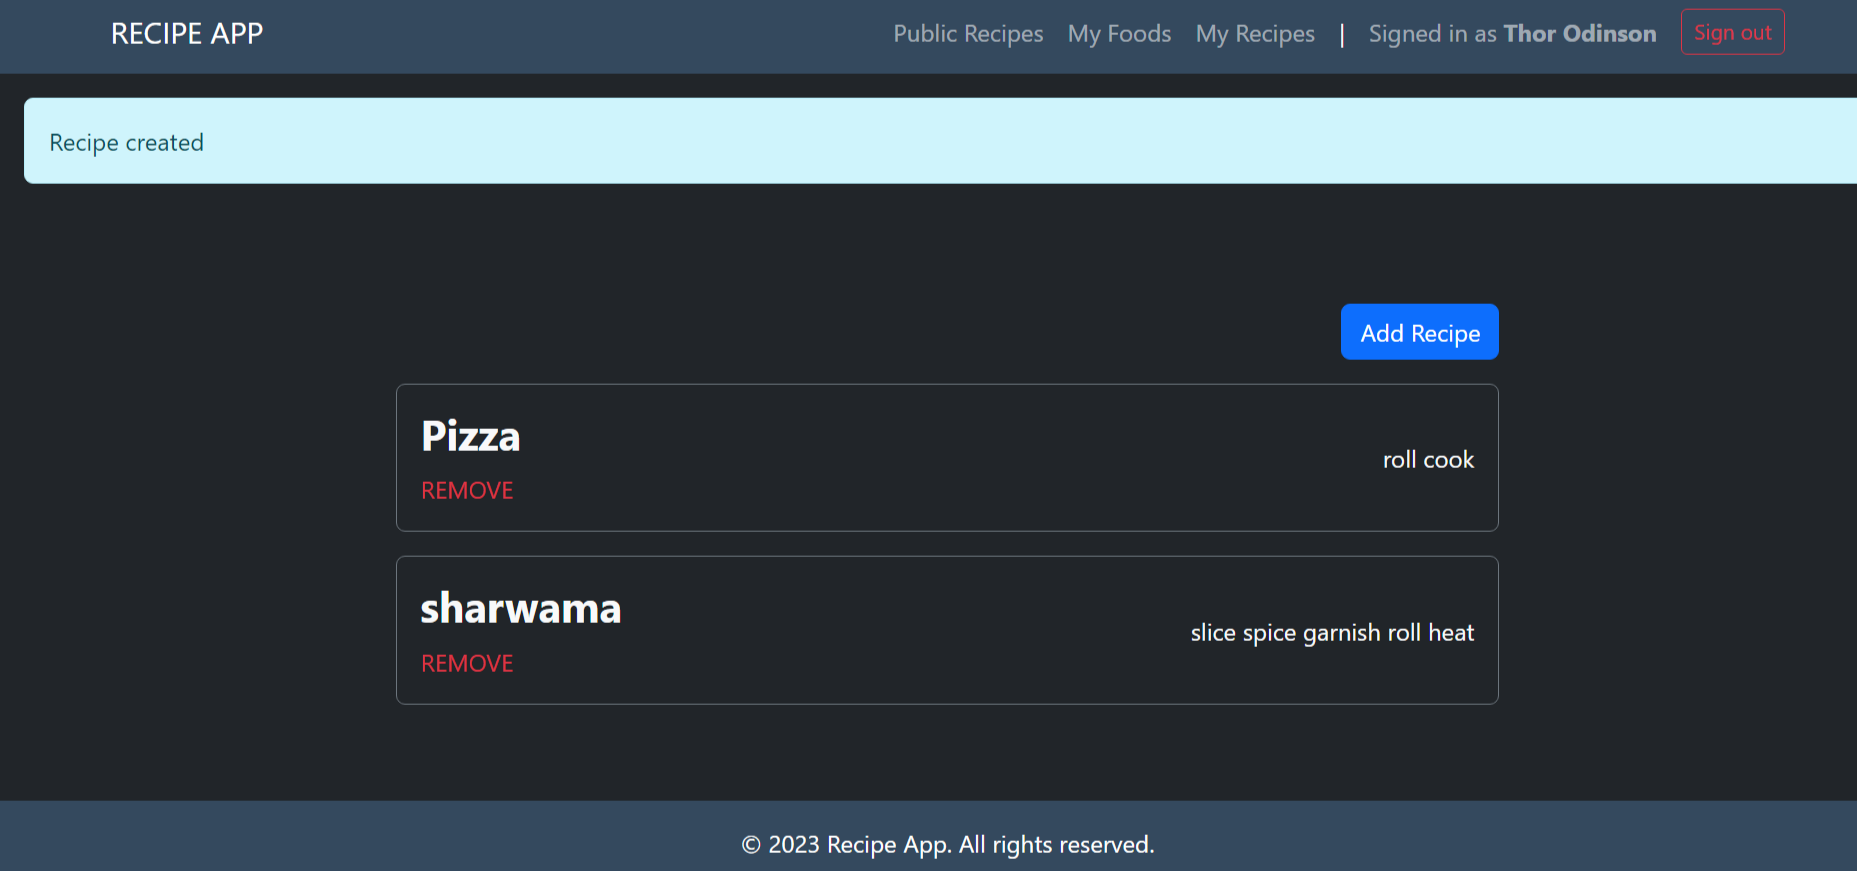 RECIPE APP Public Recipes My Foods My Recipes | Signed in as Thor Odinson Sign out
Recipe created
Add Recipe
Pizza
roll cook
REMOVE
sharwama
slice spice garnish roll heat
REMOVE
© 2023 Recipe App. All rights reserved.